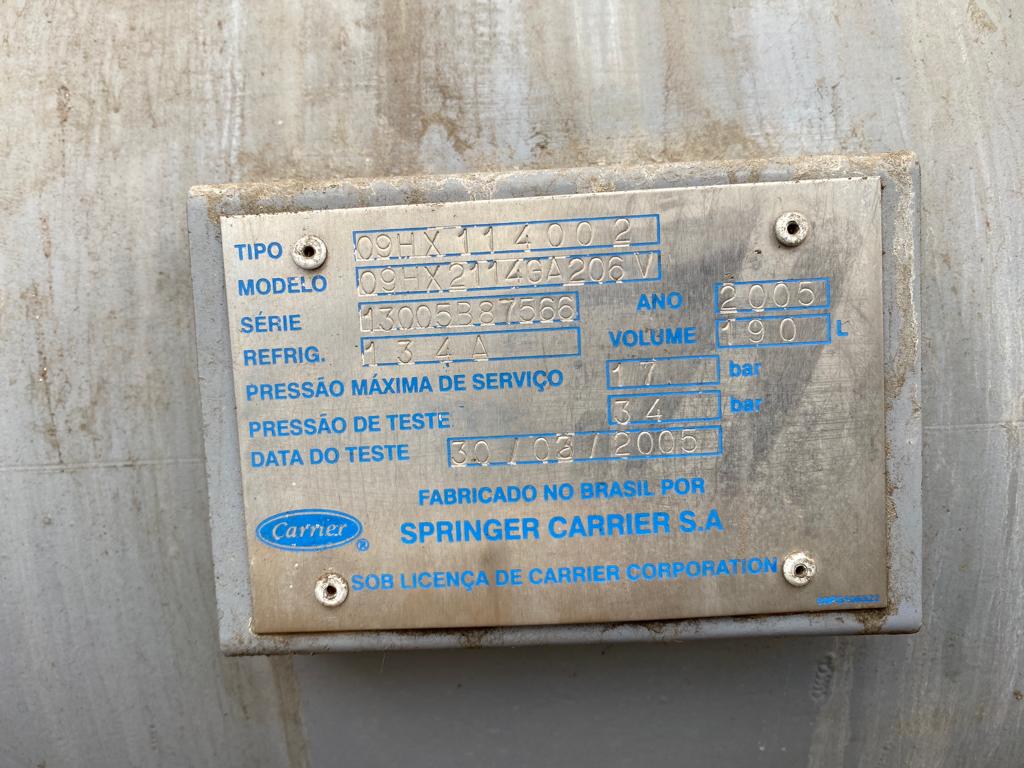 TIPO 09HX114002
MODELO 09HX2114GA206V
SÉRIE 13005B87566 ANO 2005
REFRIG. 134A VOLUME 190 L
PRESSÃO MÁXIMA DE SERVIÇO 17 bar
PRESSÃO DE TESTE 34 bar
DATA DO TESTE 30/03/2005
FABRICADO NO BRASIL POR
Carrier ® SPRINGER CARRIER S.A
SOB LICENÇA DE CARRIER CORPORATION